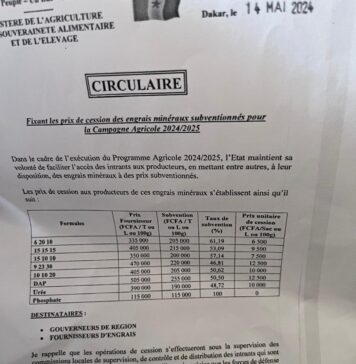 Peuple - Un
Dakar, le 14 MAI 2024
STERE DE L'AGRICULTURE
SOUVERAINETE ALIMENTAIRE
ET DE L'ELEVAGE
CIRCULAIRE
Fixant les prix de cession des engrais minéraux subventionnés pour
la Campagne Agricole 2024/2025
Dans le cadre de l'exécution du Programme Agricole 2024/2025, l'Etat maintient sa
volonté de faciliter l'accès des intrants aux producteurs, en mettant entre autres, à leur
disposition, des engrais minéraux à des prix subventionnés.
Les prix de cession aux producteurs de ces engrais minéraux s'établissent ainsi qu'il
suit :
Formules Prix Fournisseur (FCFA / T ou L ou 100g) Subvention (FCFA / T ou L ou 100g) Taux de subvention (%) Prix unitaire de cession (FCFA/Sac ou L ou 100g)
6 20 10 335 000 205 000 61,19 6 500
15 15 15 405 000 215 000 53,09 9 500
15 10 10 350 000 200 000 57,14 7 500
9 23 30 470 000 220 000 46,81 12 500
10 10 20 405 000 205 000 50,62 10 000
DAP 505 000 255 000 50,50 12 500
Urée 390 000 190 000 48,72 10 000
Phosphate 115 000 115 000 100 0
DESTINATAIRES :
GOUVERNEURS DE REGION
FOURNISSEURS D'ENGRAIS
Je rappelle que les opérations de cession s'effectueront sous la supervision des
commissions locales de supervision, de contrôle et de distribution des intrants qui sont
les forces de défense